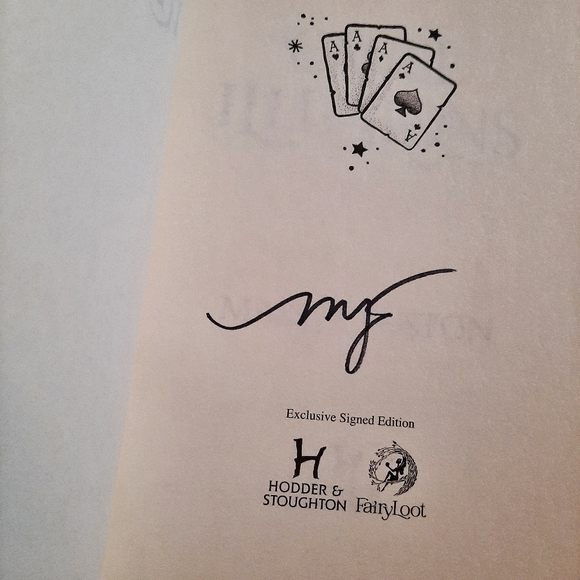 A A A A
A
Exclusive Signed Edition
H
HODDER &
STOUGHTON
FairyLoot